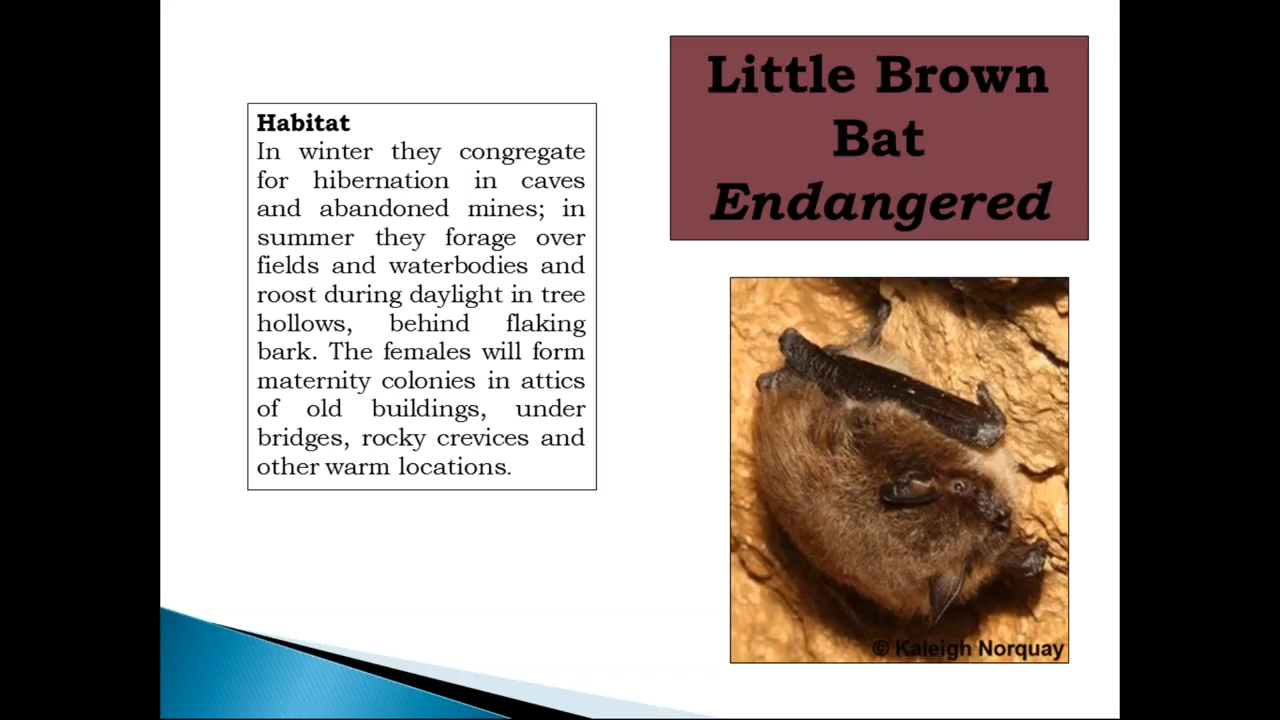 Little Brown
Bat
Endangered
Habitat
In winter they congregate
for hibernation in caves
and abandoned mines; in
summer they forage over
fields and waterbodies and
roost during daylight in tree
hollows, behind flaking
bark. The females will form
maternity colonies in attics
of old buildings, under
bridges, rocky crevices and
other warm locations.
© Kaleigh Norquay